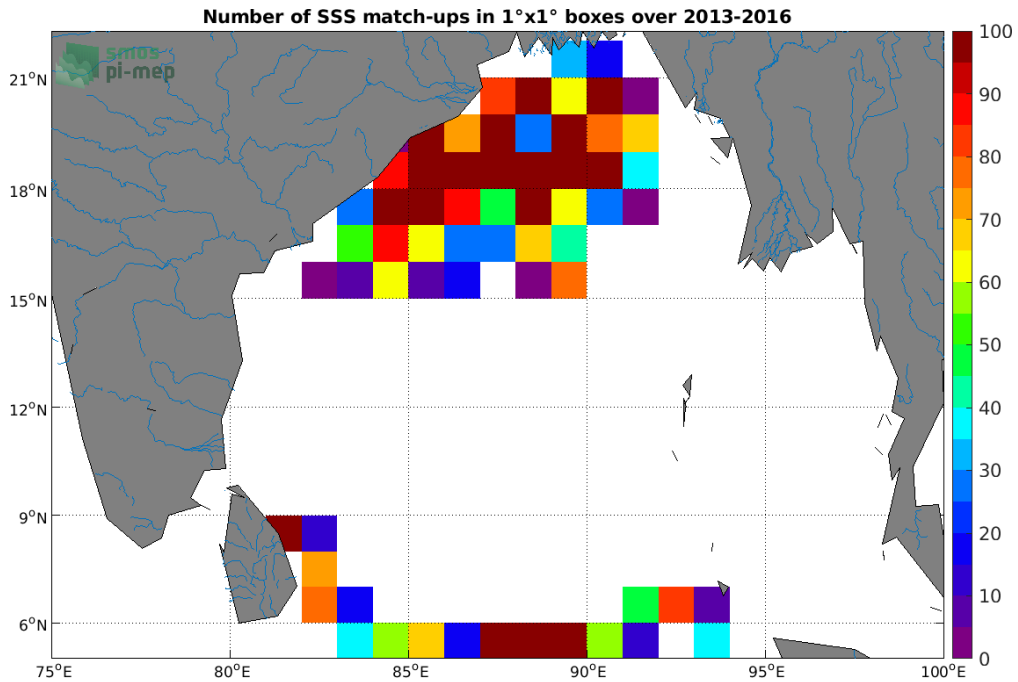 Number of SSS match-ups in 1°x1° boxes over 2013-2016
smos
pi-mep
21°N
18°N
15°N
12°N
9°N
6°N
75°E
80°E
85°E
90°E
95°E
100°E
100
90
80
70
60
50
40
30
20
10
0